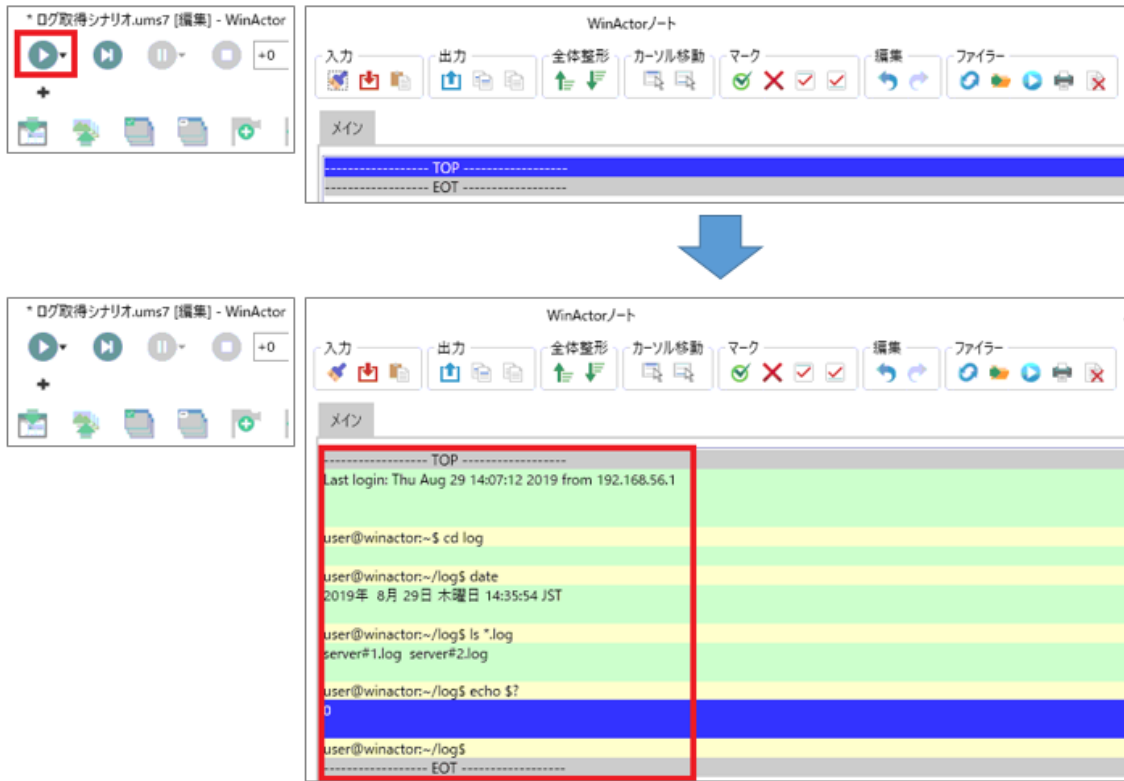 * ログ取得シナリオ.ums7 [編集] - WinActor
+0
WinActorノート
入力 出力 全体整形 カーソル移動 マーク 編集 ファイラー
メイン
------------------ TOP ------------------
------------------ EOT ------------------
* ログ取得シナリオ.ums7 [編集] - WinActor
+0
WinActorノート
入力 出力 全体整形 カーソル移動 マーク 編集 ファイラー
メイン
------------------ TOP ------------------
Last login: Thu Aug 29 14:07:12 2019 from 192.168.56.1
user@winactor:~$ cd log
user@winactor:~/log$ date
2019年 8月 29日 木曜日 14:35:54 JST
user@winactor:~/log$ ls *.log
server#1.log server#2.log
user@winactor:~/log$ echo $?
0
user@winactor:~/log$
------------------ EOT ------------------